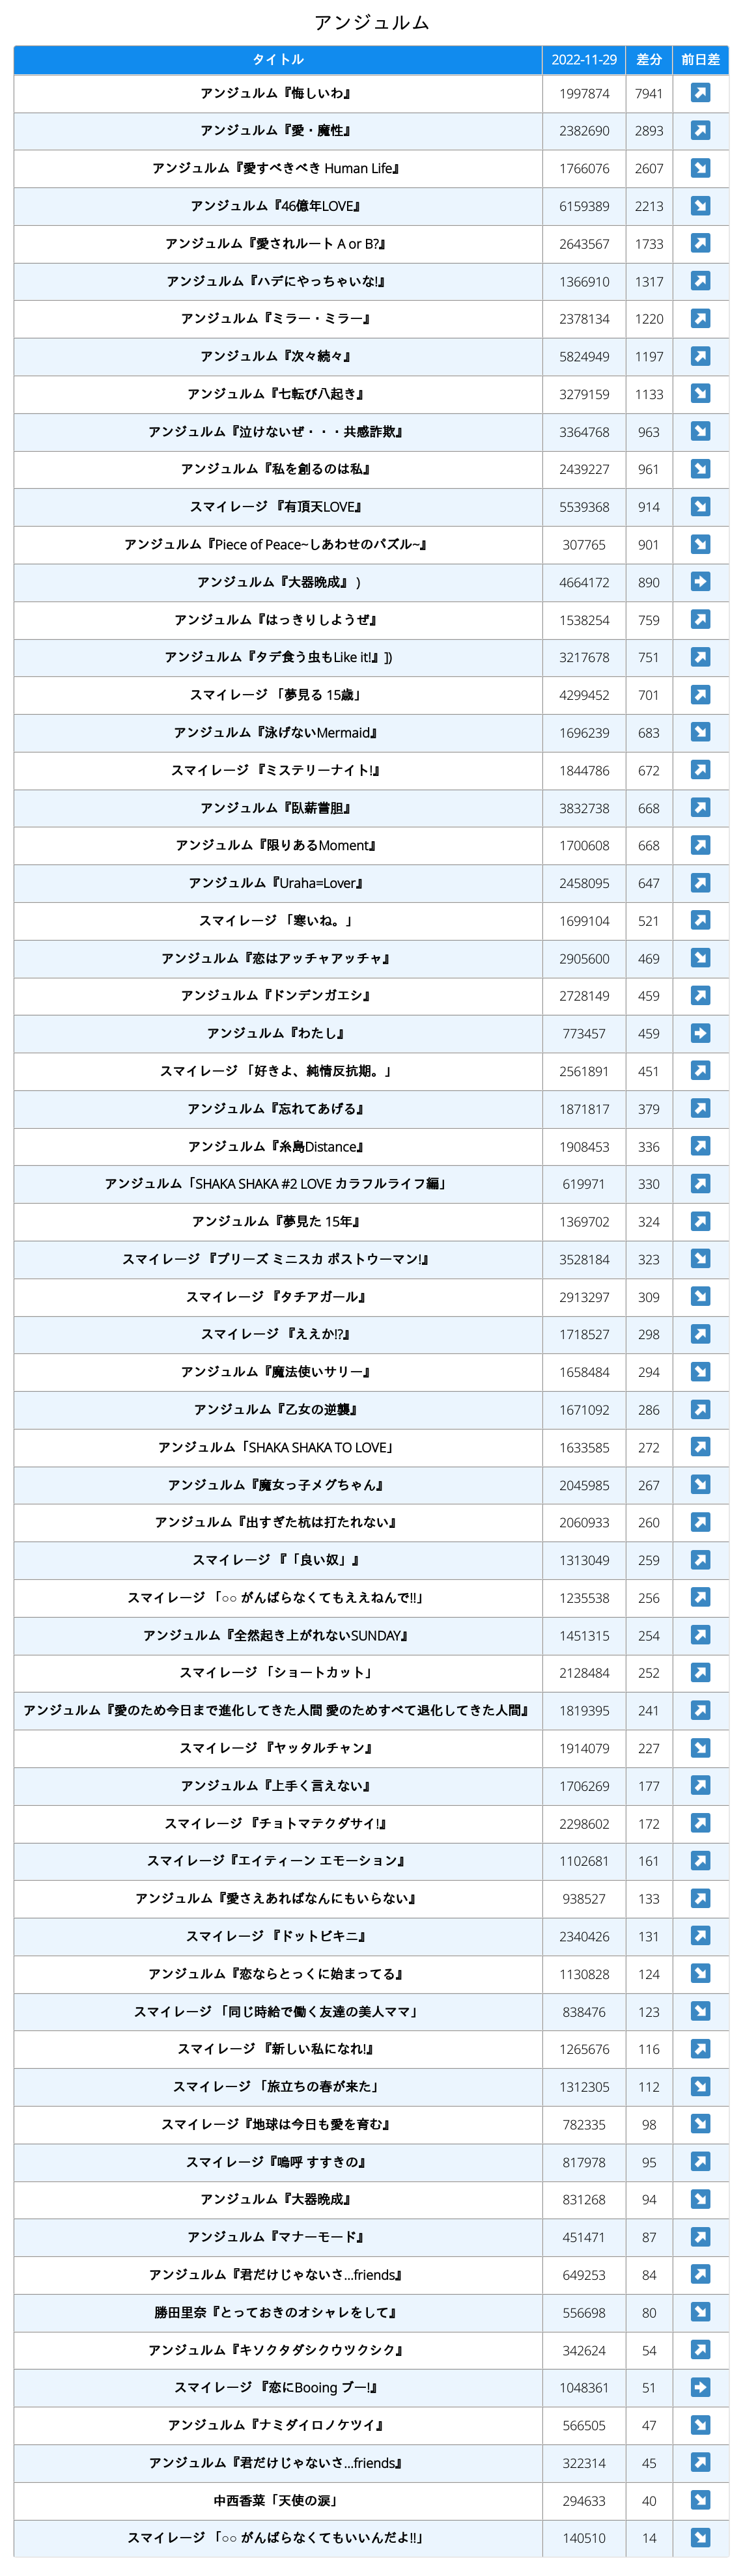 アンジュルム
タイトル 2022-11-29 差分 前日差
アンジュルム『悔しいわ』 1997874 7941 ↗
アンジュルム『愛・魔性』 2382690 2893 ↗
アンジュルム『愛すべきべき Human Life』 1766076 2607 ↘
アンジュルム『46億年LOVE』 6159389 2213 ↘
アンジュルム『愛されルート A or B?』 2643567 1733 ↗
アンジュルム『ハデにやっちゃいな!』 1366910 1317 ↗
アンジュルム『ミラー・ミラー』 2378134 1220 ↗
アンジュルム『次々続々』 5824949 1197 ↗
アンジュルム『七転び八起き』 3279159 1133 ↘
アンジュルム『泣けないぜ・・・共感詐欺』 3364768 963 ↘
アンジュルム『私を創るのは私』 2439227 961 ↘
スマイレージ 『有頂天LOVE』 5539368 914 ↘
アンジュルム『Piece of Peace~しあわせのパズル~』 307765 901 ↘
アンジュルム『大器晩成』 ) 4664172 890 ➡
アンジュルム『はっきりしようぜ』 1538254 759 ↗
アンジュルム『タデ食う虫もLike it!』]) 3217678 751 ↗
スマイレージ 「夢見る 15歳」 4299452 701 ↗
アンジュルム『泳げないMermaid』 1696239 683 ↘
スマイレージ 『ミステリーナイト!』 1844786 672 ↗
アンジュルム『臥薪嘗胆』 3832738 668 ↗
アンジュルム『限りあるMoment』 1700608 668 ↗
アンジュルム『Uraha=Lover』 2458095 647 ↗
スマイレージ 「寒いね。」 1699104 521 ↗
アンジュルム『恋はアッチャアッチャ』 2905600 469 ↘
アンジュルム『ドンデンガエシ』 2728149 459 ↗
アンジュルム『わたし』 773457 459 ➡
スマイレージ 「好きよ、純情反抗期。」 2561891 451 ↗
アンジュルム『忘れてあげる』 1871817 379 ↗
アンジュルム『糸島Distance』 1908453 336 ↗
アンジュルム「SHAKA SHAKA #2 LOVE カラフルライフ編」 619971 330 ↗
アンジュルム『夢見た 15年』 1369702 324 ↗
スマイレージ 『プリーズ ミニスカ ポストウーマン!』 3528184 323 ↘
スマイレージ 『タチアガール』 2913297 309 ↘
スマイレージ 『ええか!?』 1718527 298 ↗
アンジュルム『魔法使いサリー』 1658484 294 ↘
アンジュルム『乙女の逆襲』 1671092 286 ↗
アンジュルム「SHAKA SHAKA TO LOVE」 1633585 272 ↗
アンジュルム『魔女っ子メグちゃん』 2045985 267 ↘
アンジュルム『出すぎた杭は打たれない』 2060933 260 ↗
スマイレージ 『「良い奴」』 1313049 259 ↗
スマイレージ 「○○ がんばらなくてもええねんで!!」 1235538 256 ↗
アンジュルム『全然起き上がれないSUNDAY』 1451315 254 ↗
スマイレージ 「ショートカット」 2128484 252 ↗
アンジュルム『愛のため今日まで進化してきた人間 愛のためすべて退化してきた人間』 1819395 241 ↗
スマイレージ 『ヤッタルチャン』 1914079 227 ↘
アンジュルム『上手く言えない』 1706269 177 ↗
スマイレージ 『チョトマテクダサイ!』 2298602 172 ↗
スマイレージ『エイティーン エモーション』 1102681 161 ↗
アンジュルム『愛さえあればなんにもいらない』 938527 133 ↗
スマイレージ 『ドットビキニ』 2340426 131 ↗
アンジュルム『恋ならとっくに始まってる』 1130828 124 ↘
スマイレージ 「同じ時給で働く友達の美人ママ」 838476 123 ↘
スマイレージ 『新しい私になれ!』 1265676 116 ↗
スマイレージ 「旅立ちの春が来た」 1312305 112 ↘
スマイレージ『地球は今日も愛を育む』 782335 98 ↘
スマイレージ『嗚呼 すすきの』 817978 95 ↗
アンジュルム『大器晩成』 831268 94 ↘
アンジュルム『マナーモード』 451471 87 ↗
アンジュルム『君だけじゃないさ...friends』 649253 84 ↗
勝田里奈『とっておきのオシャレをして』 556698 80 ↘
アンジュルム『キソクタダシクウツクシク』 342624 54 ↗
スマイレージ 『恋にBooing ブー!』 1048361 51 ➡
アンジュルム『ナミダイロノケツイ』 566505 47 ↘
アンジュルム『君だけじゃないさ...friends』 322314 45 ↗
中西香菜「天使の涙」 294633 40 ↘
スマイレージ 「○○ がんばらなくてもいいんだよ!!」 140510 14 ↘